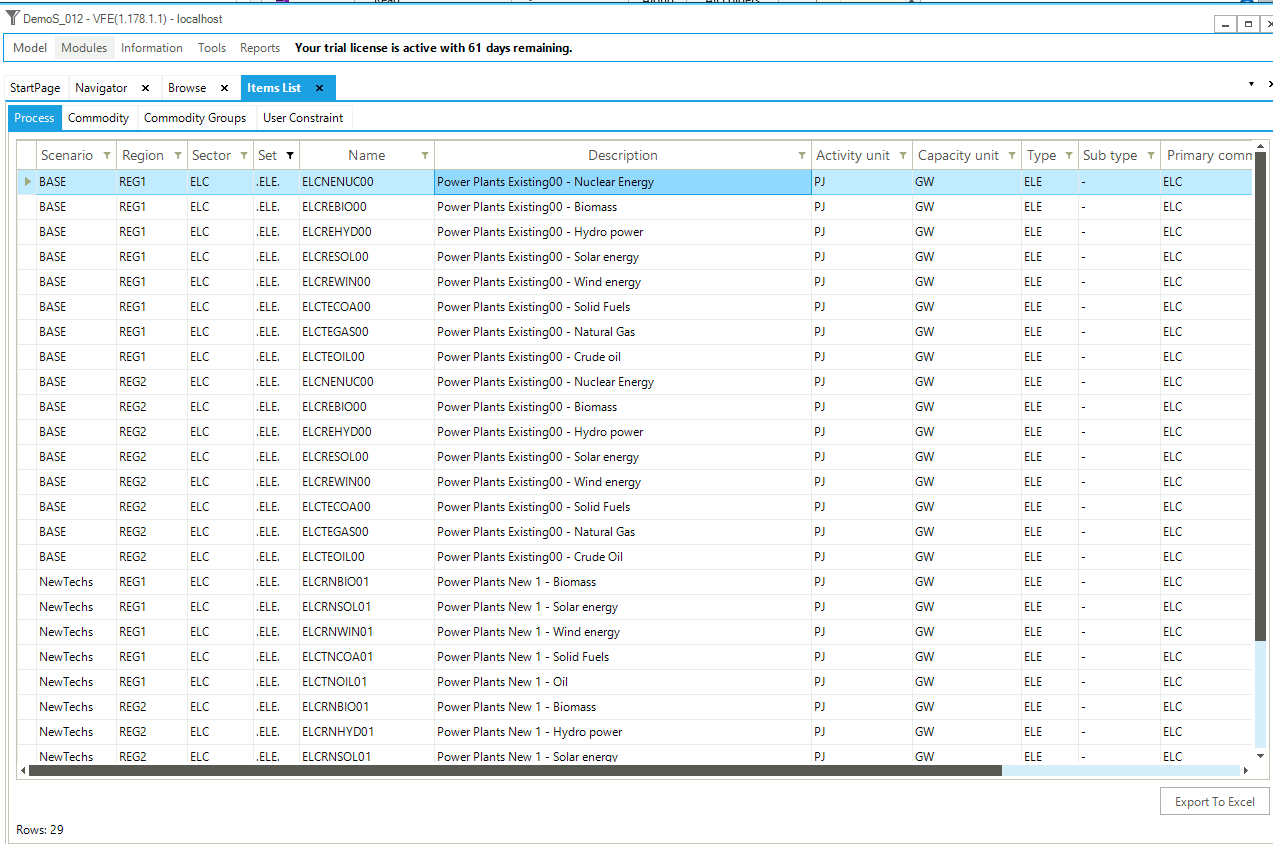 DemoS_012 - VFE(1.178.1.1) - localhost
Model Modules Information Tools Reports Your trial license is active with 61 days remaining.
StartPage Navigator Browse Items List
Process Commodity Commodity Groups User Constraint
Scenario Region Sector Set Name Description Activity unit Capacity unit Type Sub type Primary comm
BASE REG1 ELC .ELE. ELCNENUC00 Power Plants Existing00 - Nuclear Energy PJ GW ELE - ELC
BASE REG1 ELC .ELE. ELCREBIO00 Power Plants Existing00 - Biomass PJ GW ELE - ELC
BASE REG1 ELC .ELE. ELCREHYD00 Power Plants Existing00 - Hydro power PJ GW ELE - ELC
BASE REG1 ELC .ELE. ELCRESOL00 Power Plants Existing00 - Solar energy PJ GW ELE - ELC
BASE REG1 ELC .ELE. ELCREWIN00 Power Plants Existing00 - Wind energy PJ GW ELE - ELC
BASE REG1 ELC .ELE. ELCTECOA00 Power Plants Existing00 - Solid Fuels PJ GW ELE - ELC
BASE REG1 ELC .ELE. ELCTEGAS00 Power Plants Existing00 - Natural Gas PJ GW ELE - ELC
BASE REG1 ELC .ELE. ELCTEOIL00 Power Plants Existing00 - Crude oil PJ GW ELE - ELC
BASE REG2 ELC .ELE. ELCNENUC00 Power Plants Existing00 - Nuclear Energy PJ GW ELE - ELC
BASE REG2 ELC .ELE. ELCREBIO00 Power Plants Existing00 - Biomass PJ GW ELE - ELC
BASE REG2 ELC .ELE. ELCREHYD00 Power Plants Existing00 - Hydro power PJ GW ELE - ELC
BASE REG2 ELC .ELE. ELCRESOL00 Power Plants Existing00 - Solar energy PJ GW ELE - ELC
BASE REG2 ELC .ELE. ELCREWIN00 Power Plants Existing00 - Wind energy PJ GW ELE - ELC
BASE REG2 ELC .ELE. ELCTECOA00 Power Plants Existing00 - Solid Fuels PJ GW ELE - ELC
BASE REG2 ELC .ELE. ELCTEGAS00 Power Plants Existing00 - Natural Gas PJ GW ELE - ELC
BASE REG2 ELC .ELE. ELCTEOIL00 Power Plants Existing00 - Crude Oil PJ GW ELE - ELC
NewTechs REG1 ELC .ELE. ELCRNBIO01 Power Plants New 1 - Biomass PJ GW ELE - ELC
NewTechs REG1 ELC .ELE. ELCRNSOL01 Power Plants New 1 - Solar energy PJ GW ELE - ELC
NewTechs REG1 ELC .ELE. ELCRNWIN01 Power Plants New 1 - Wind energy PJ GW ELE - ELC
NewTechs REG1 ELC .ELE. ELCTNCOA01 Power Plants New 1 - Solid Fuels PJ GW ELE - ELC
NewTechs REG1 ELC .ELE. ELCTNOIL01 Power Plants New 1 - Oil PJ GW ELE - ELC
NewTechs REG2 ELC .ELE. ELCRNBIO01 Power Plants New 1 - Biomass PJ GW ELE - ELC
NewTechs REG2 ELC .ELE. ELCRNHYD01 Power Plants New 1 - Hydro power PJ GW ELE - ELC
NewTechs REG2 ELC .ELE. ELCRNSOL01 Power Plants New 1 - Solar energy PJ GW ELE - ELC
Export To Excel
Rows: 29